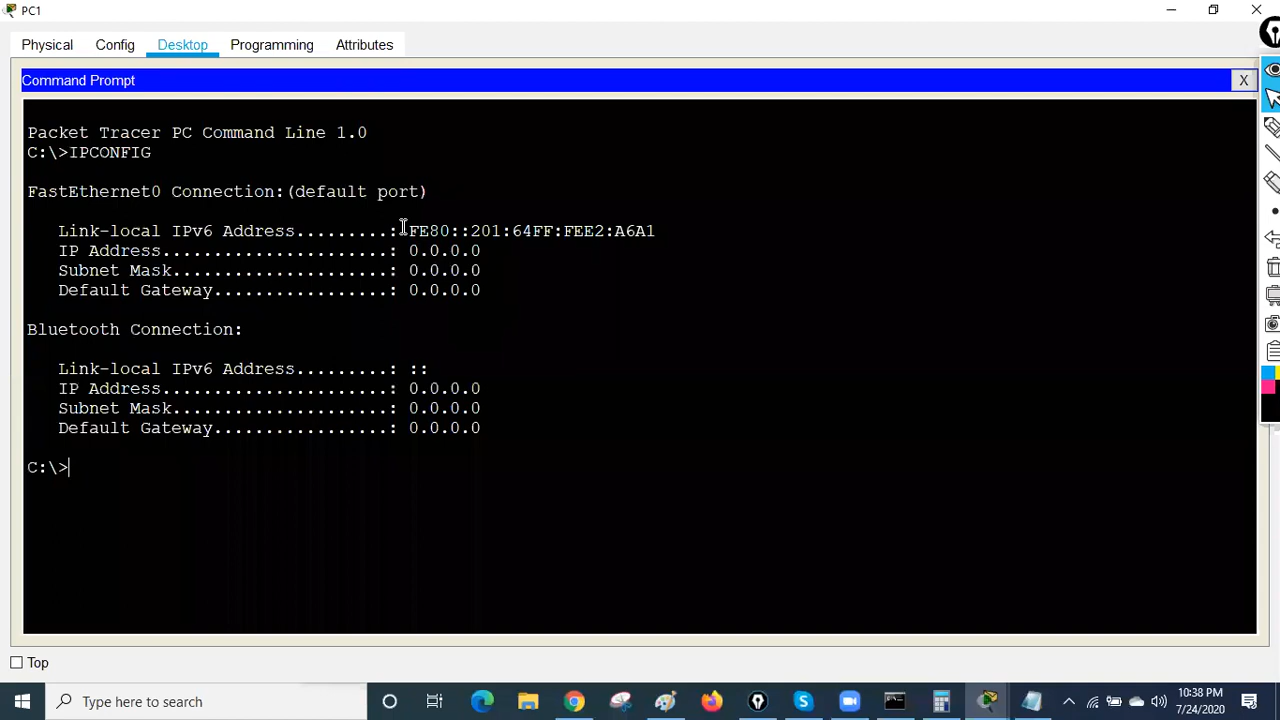 PC1
Physical Config Desktop Programming Attributes
Command Prompt X
Packet Tracer PC Command Line 1.0
C:\>IPCONFIG
FastEthernet0 Connection:(default port)
Link-local IPv6 Address.........: FE80::201:64FF:FEE2:A6A1
IP Address......................: 0.0.0.0
Subnet Mask.....................: 0.0.0.0
Default Gateway.................: 0.0.0.0
Bluetooth Connection:
Link-local IPv6 Address.........: ::
IP Address......................: 0.0.0.0
Subnet Mask.....................: 0.0.0.0
Default Gateway.................: 0.0.0.0
C:\>
Top
Type here to search
10:38 PM
7/24/2020